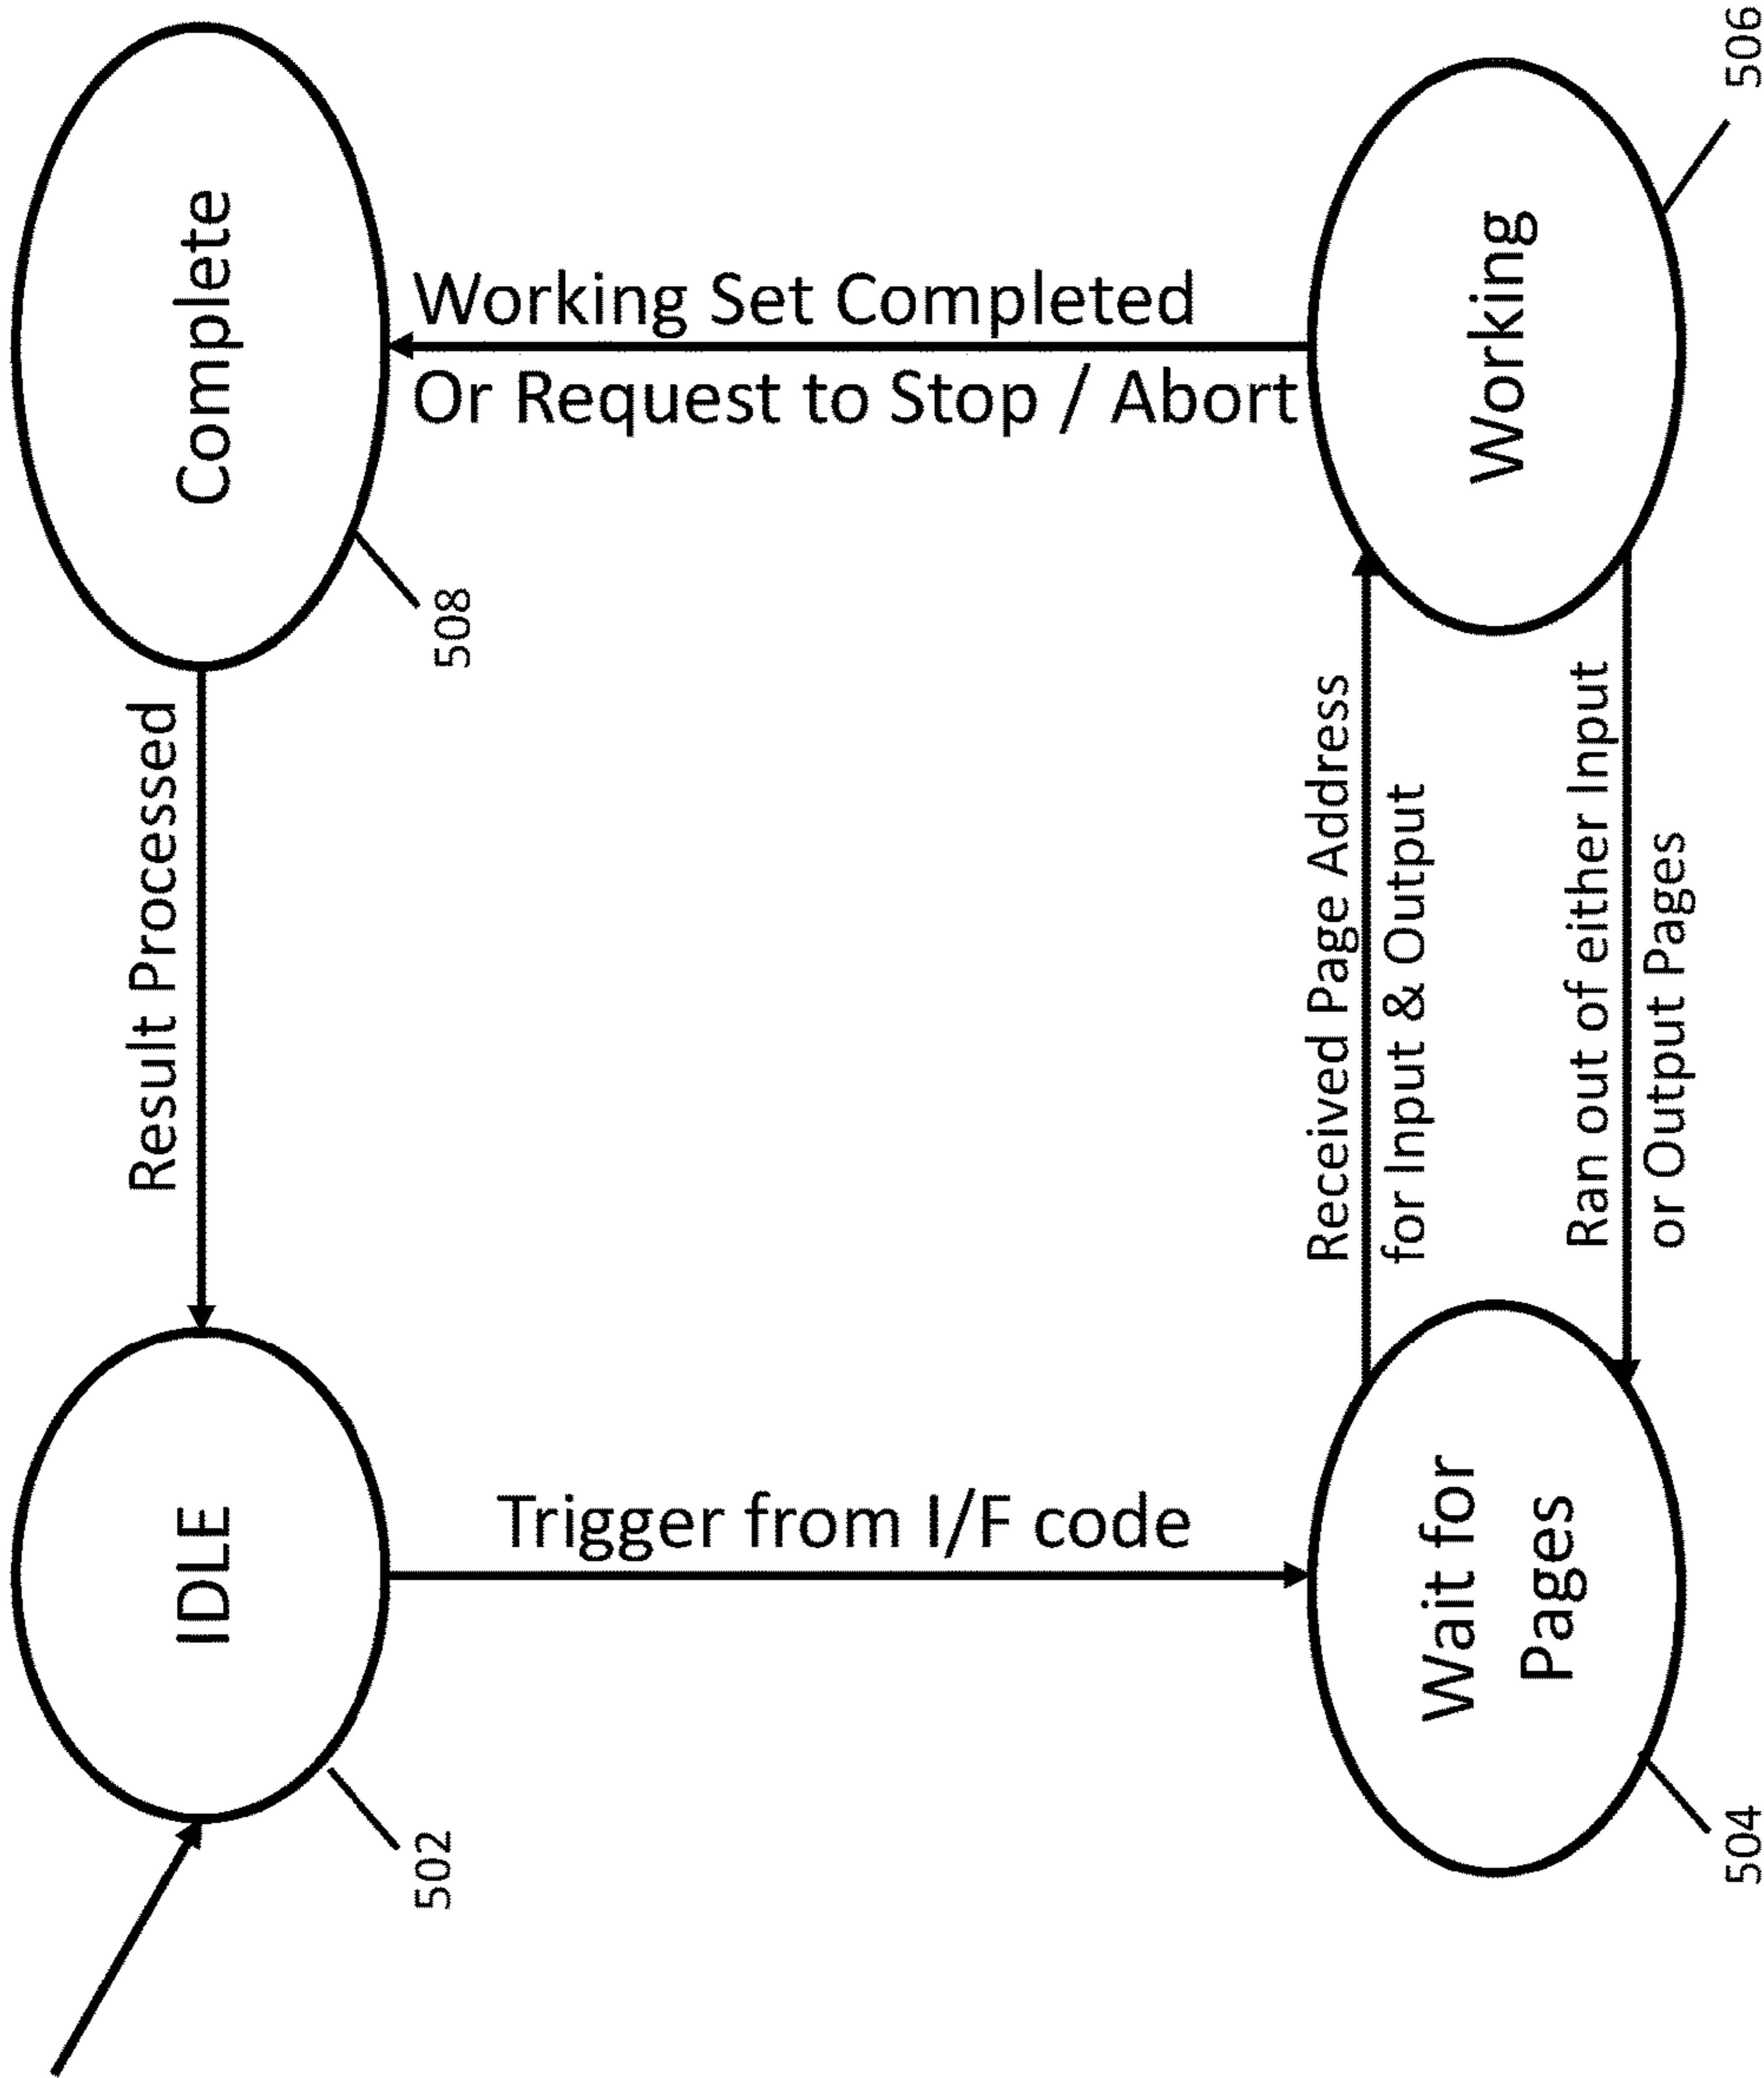 IDLE
502
Result Processed
Complete
508
Trigger from I/F code
Working Set Completed
Or Request to Stop / Abort
Wait for
Pages
504
Received Page Address
for Input & Output
Ran out of either Input
or Output Pages
Working
506